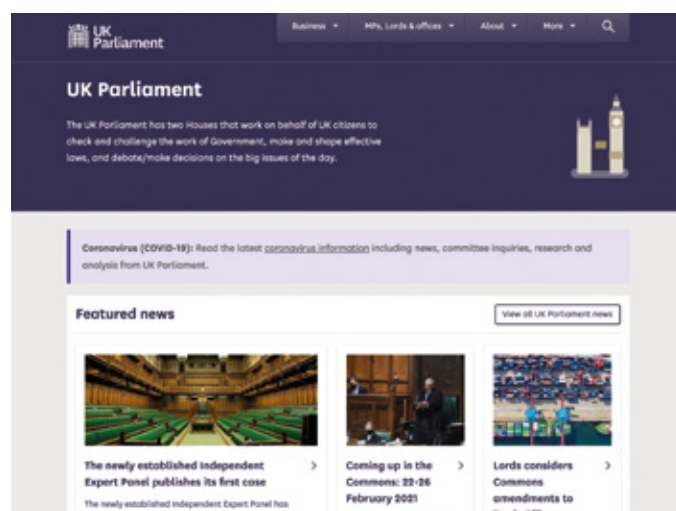 UK
Parliament
Business
MPs, Lords & offices
About
More
UK Parliament
The UK Parliament has two Houses that work on behalf of UK citizens to
check and challenge the work of Government, make and shape effective
laws, and debate/make decisions on the big issues of the day.
Coronavirus (COVID-19): Read the latest coronavirus information including news, committee inquiries, research and
analysis from UK Parliament.
Featured news
View all UK Parliament news
The newly established Independent
Expert Panel publishes its first case
The newly established Independent Expert Panel has
Coming up in the
Commons: 22-26
February 2021
Lords considers
Commons
amendments to